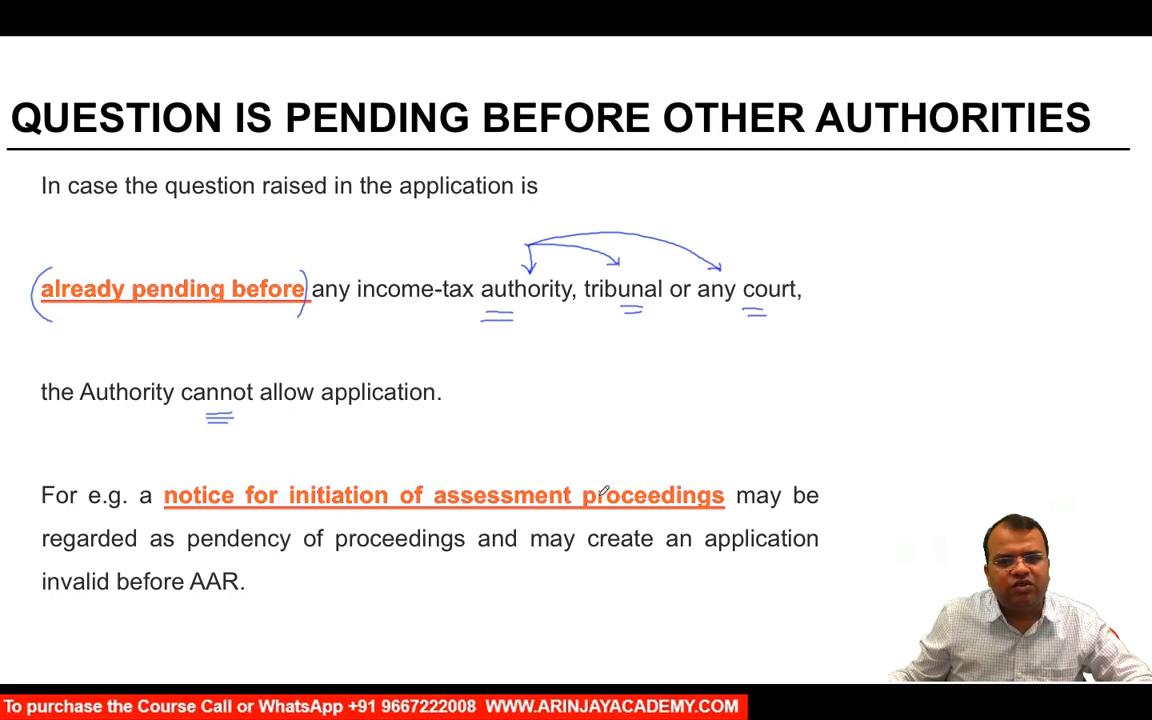 QUESTION IS PENDING BEFORE OTHER AUTHORITIES
In case the question raised in the application is
already pending before any income-tax authority, tribunal or any court,
the Authority cannot allow application.
For e.g. a notice for initiation of assessment proceedings may be
regarded as pendency of proceedings and may create an application
invalid before AAR.
To purchase the Course Call or WhatsApp +91 9667222008 WWW.ARINJAYACADEMY.COM